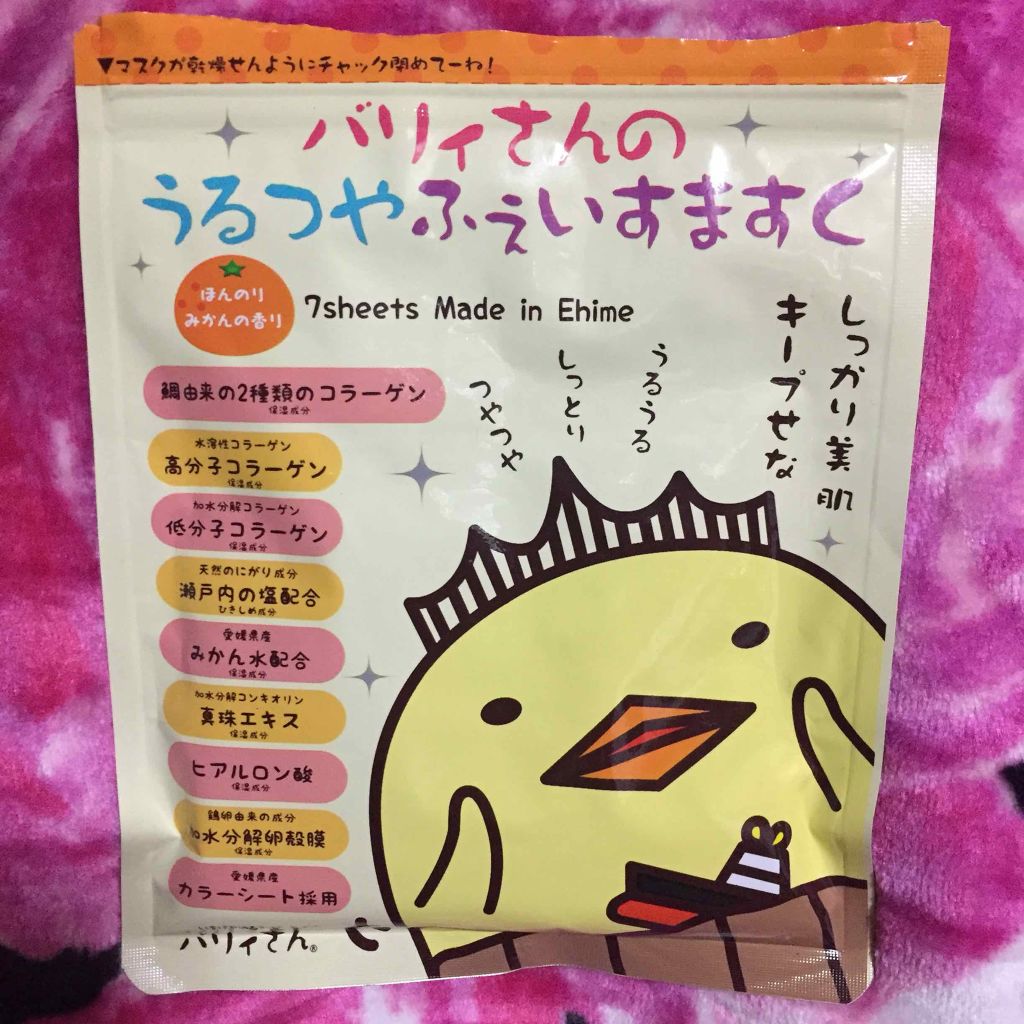 ▼マスクが乾燥せんようにチャック閉めてーね!
バリィさんの
うるつやふぇいすますく
ほんのり
みかんの香り
7sheets Made in Ehime
しっかり美肌
キープせな
うるうる
しっとり
つやつや
鯛由来の2種類のコラーゲン
保湿成分
水溶性コラーゲン
高分子コラーゲン
保湿成分
加水分解コラーゲン
低分子コラーゲン
保湿成分
天然のにがり成分
瀬戸内の塩配合
ひきしめ成分
愛媛県産
みかん水配合
保湿成分
加水分解コンキオリン
真珠エキス
保湿成分
ヒアルロン酸
保湿成分
鶏卵由来の成分
加水分解卵殻膜
保湿成分
愛媛県産
カラーシート採用
バリィさん®